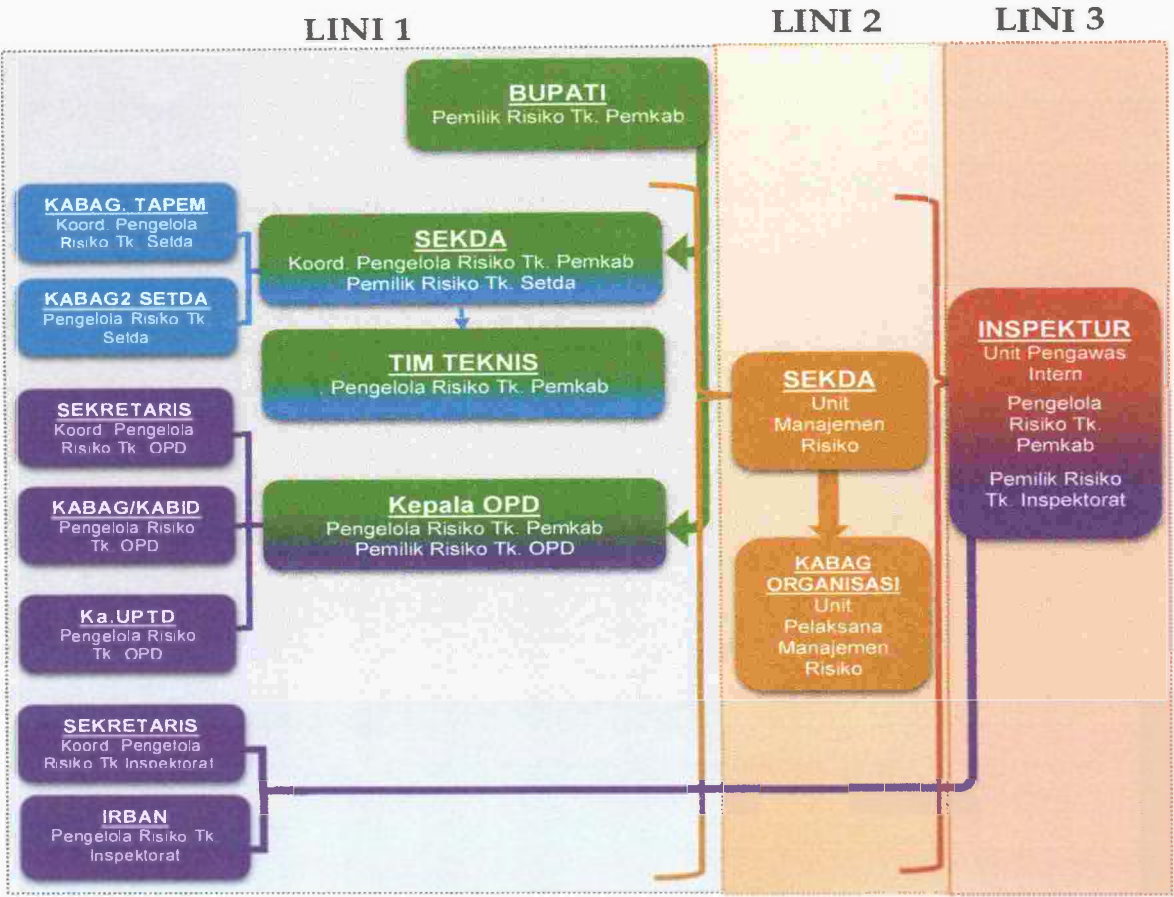 LINI 1
LINI 2
LINI 3
BUPATI
Pemilik Risiko Tk. Pemkab
KABAG. TAPEM
Koord. Pengelola
Risiko Tk. Setda
KABAG2 SETDA
Pengelola Risiko Tk.
Setda
SEKDA
Koord. Pengelola Risiko Tk. Pemkab
Pemilik Risiko Tk. Setda
TIM TEKNIS
Pengelola Risiko Tk. Pemkab
SEKRETARIS
Koord. Pengelola
Risiko Tk. OPD
KABAG/KABID
Pengelola Risiko
Tk. OPD
Ka.UPTD
Pengelola Risiko
Tk. OPD
Kepala OPD
Pengelola Risiko Tk. Pemkab
Pemilik Risiko Tk. OPD
SEKRETARIS
Koord. Pengelola
Risiko Tk Inspektorat
IRBAN
Pengelola Risiko Tk
Inspektorat
SEKDA
Unit
Manajemen
Risiko
KABAG
ORGANISASI
Unit
Pelaksana
Manajemen
Risiko
INSPEKTUR
Unit Pengawas
Intern
Pengelola
Risiko Tk.
Pemkab
Pemilik Risiko
Tk. Inspektorat